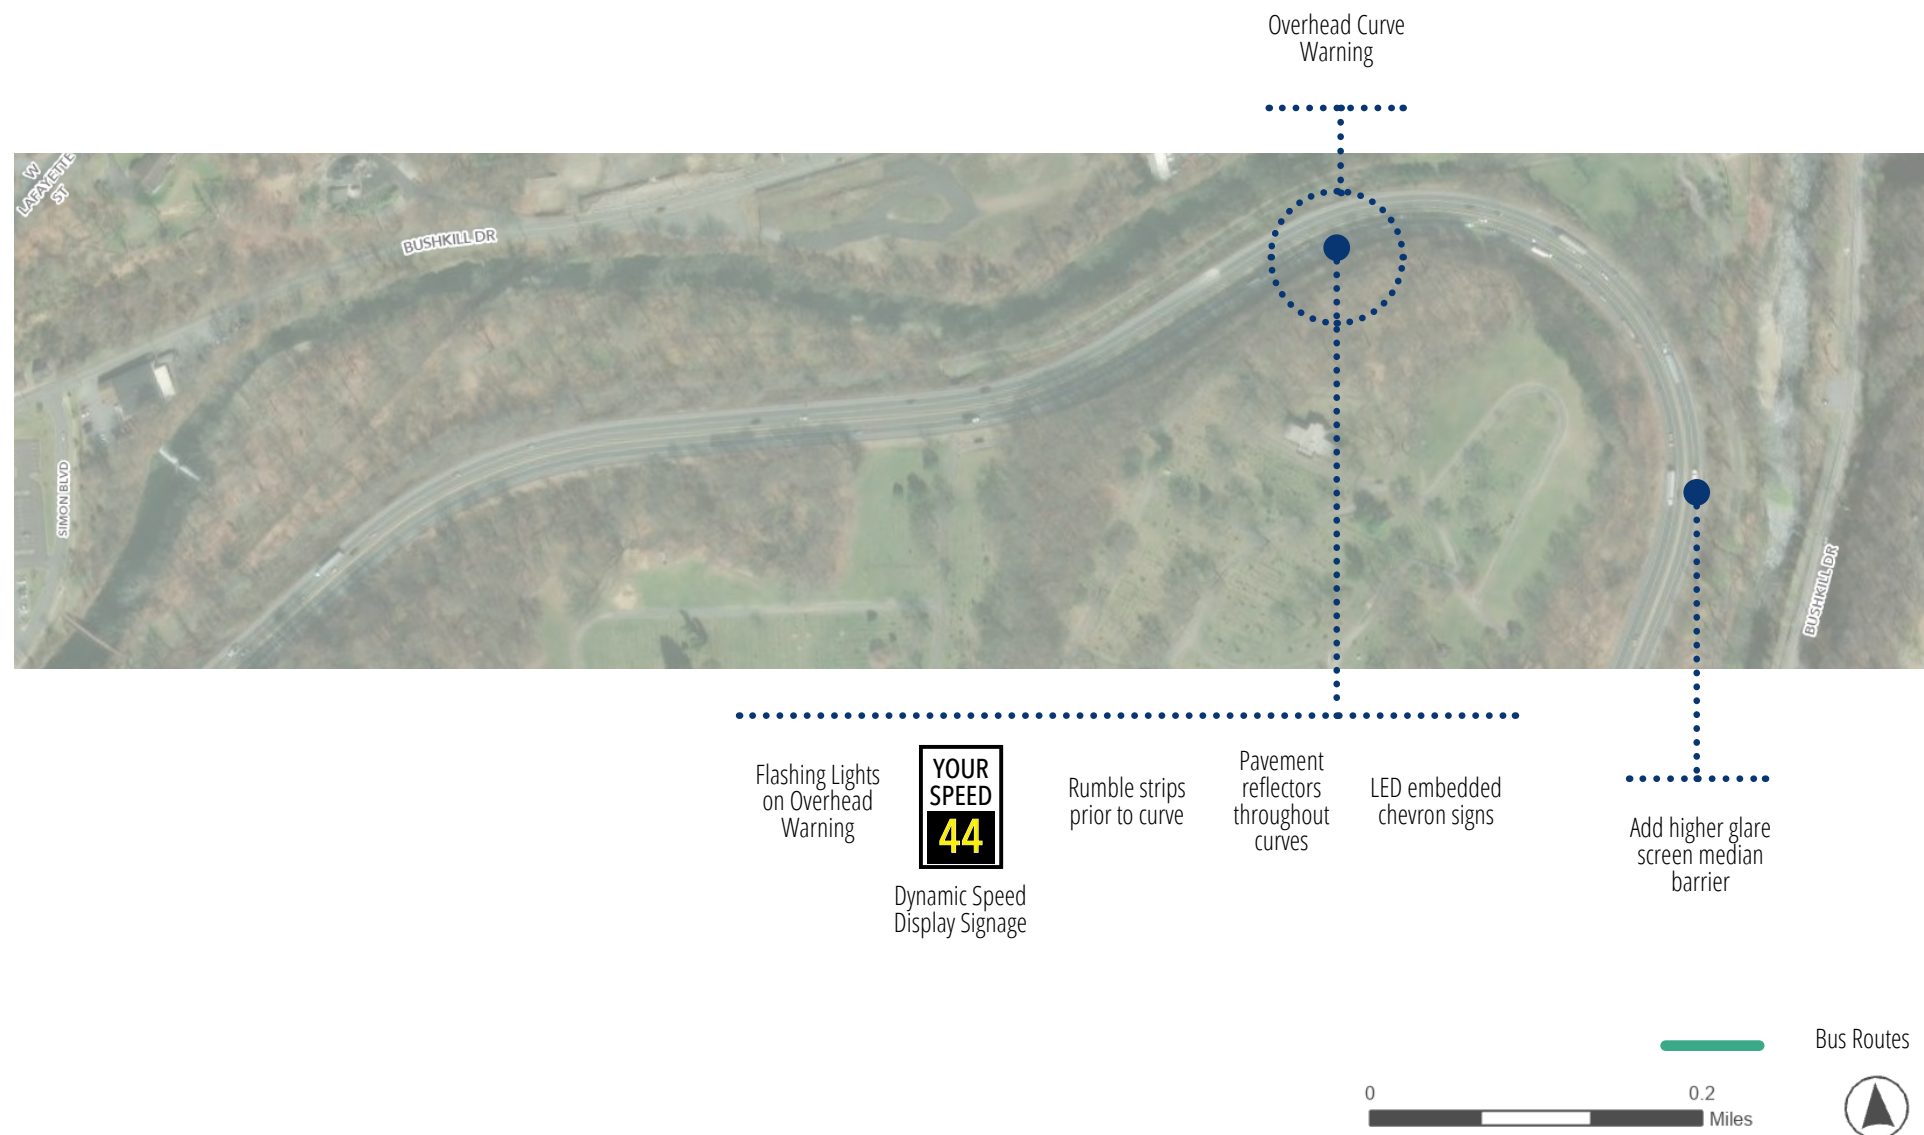 Overhead Curve
Warning
W
LAFAYETTE
ST
BUSHKILL DR
SIMON BLVD
BUSHKILL DR
Flashing Lights
on Overhead
Warning
YOUR
SPEED
44
Dynamic Speed
Display Signage
Rumble strips
prior to curve
Pavement
reflectors
throughout
curves
LED embedded
chevron signs
Add higher glare
screen median
barrier
Bus Routes
0
0.2
Miles